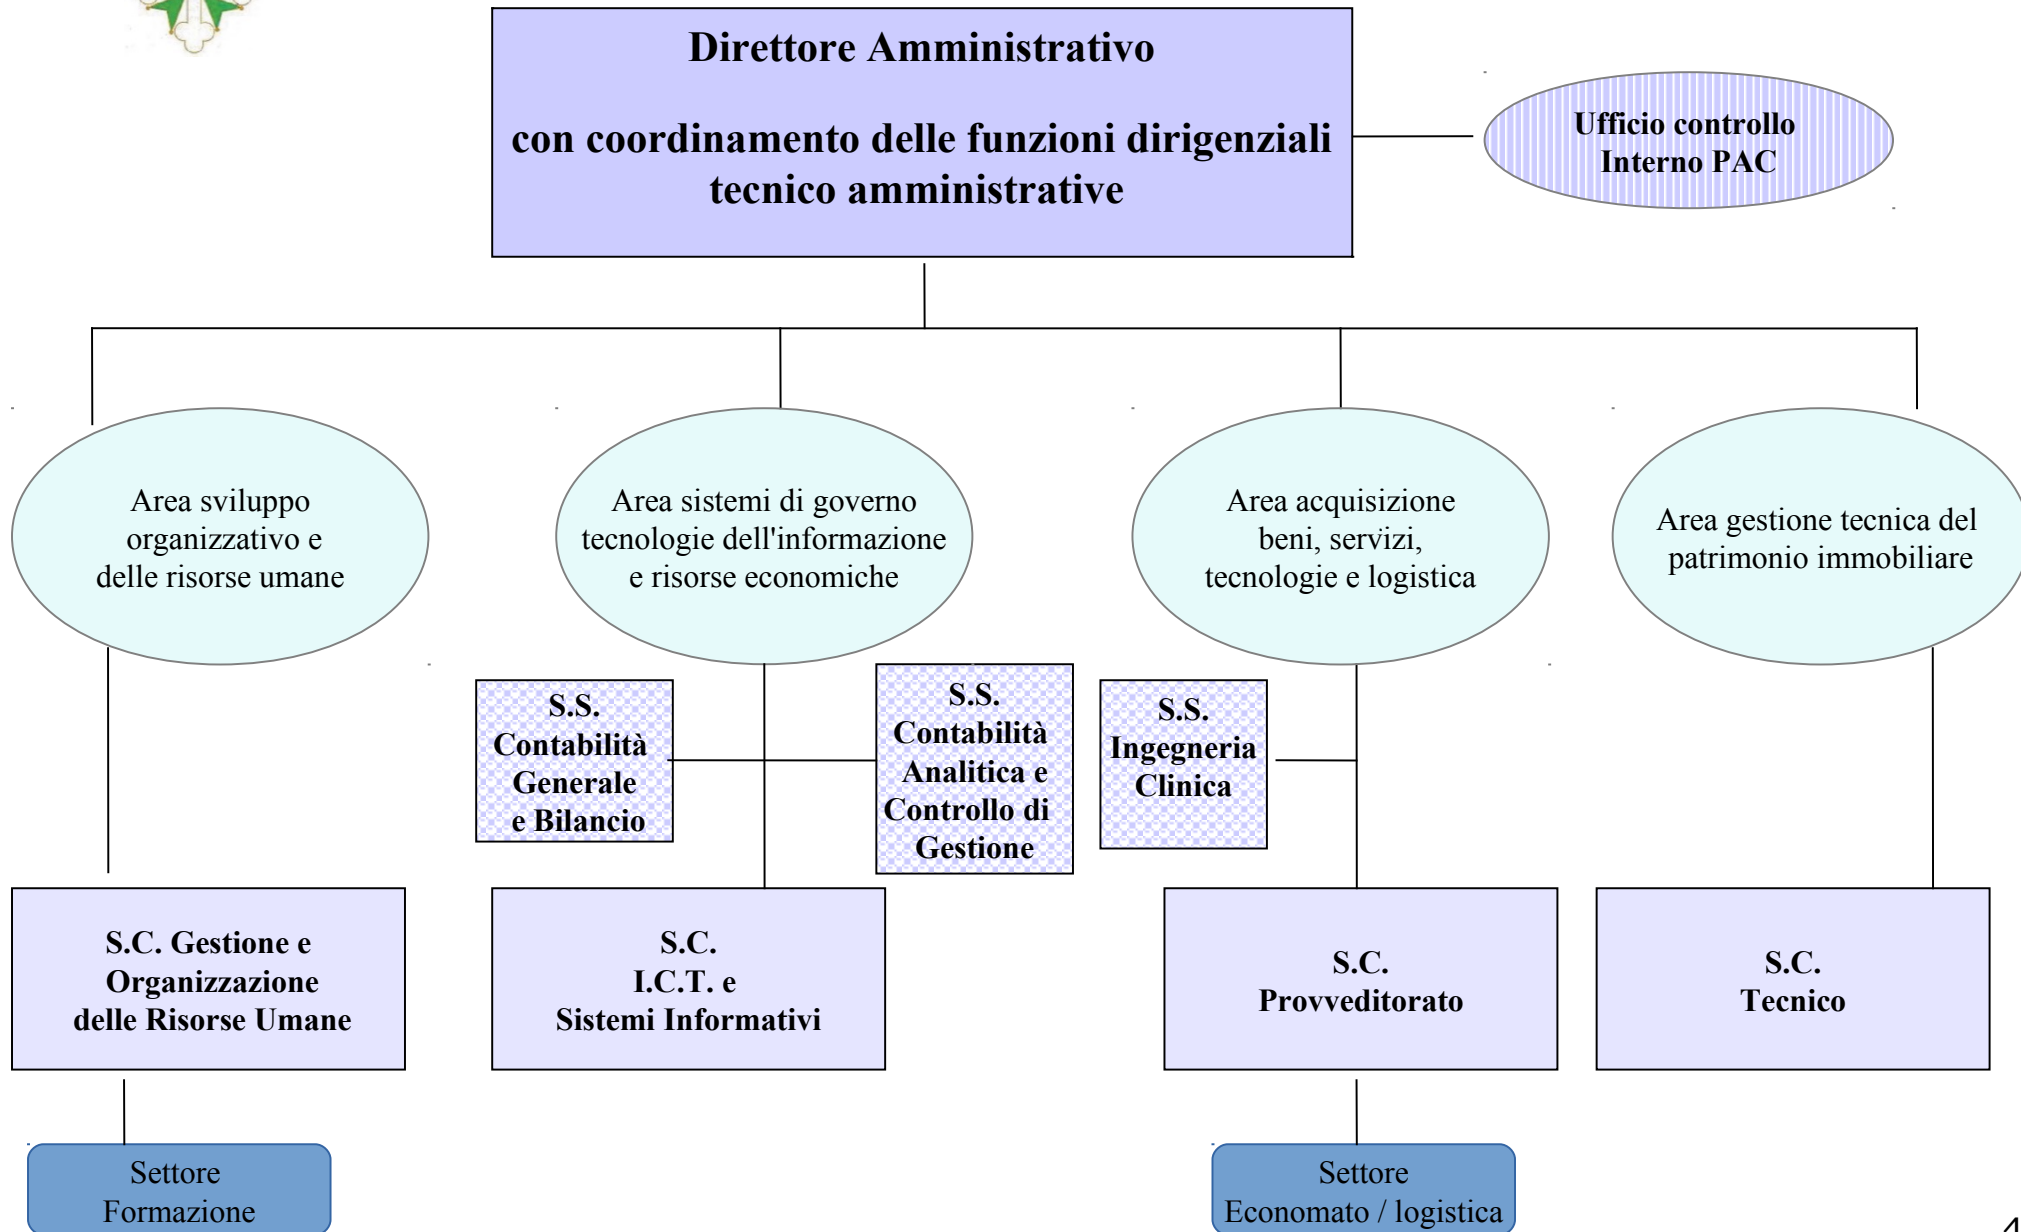 Direttore Amministrativo
con coordinamento delle funzioni dirigenziali
tecnico amministrative
Ufficio controllo
Interno PAC
Area sviluppo
organizzativo e
delle risorse umane
Area sistemi di governo
tecnologie dell'informazione
e risorse economiche
Area acquisizione
beni, servizi,
tecnologie e logistica
Area gestione tecnica del
patrimonio immobiliare
S.S.
Contabilità
Generale
e Bilancio
S.S.
Contabilità
Analitica e
Controllo di
Gestione
S.S.
Ingegneria
Clinica
S.C. Gestione e
Organizzazione
delle Risorse Umane
S.C.
I.C.T. e
Sistemi Informativi
S.C.
Provveditorato
S.C.
Tecnico
Settore
Formazione
Settore
Economato / logistica
4